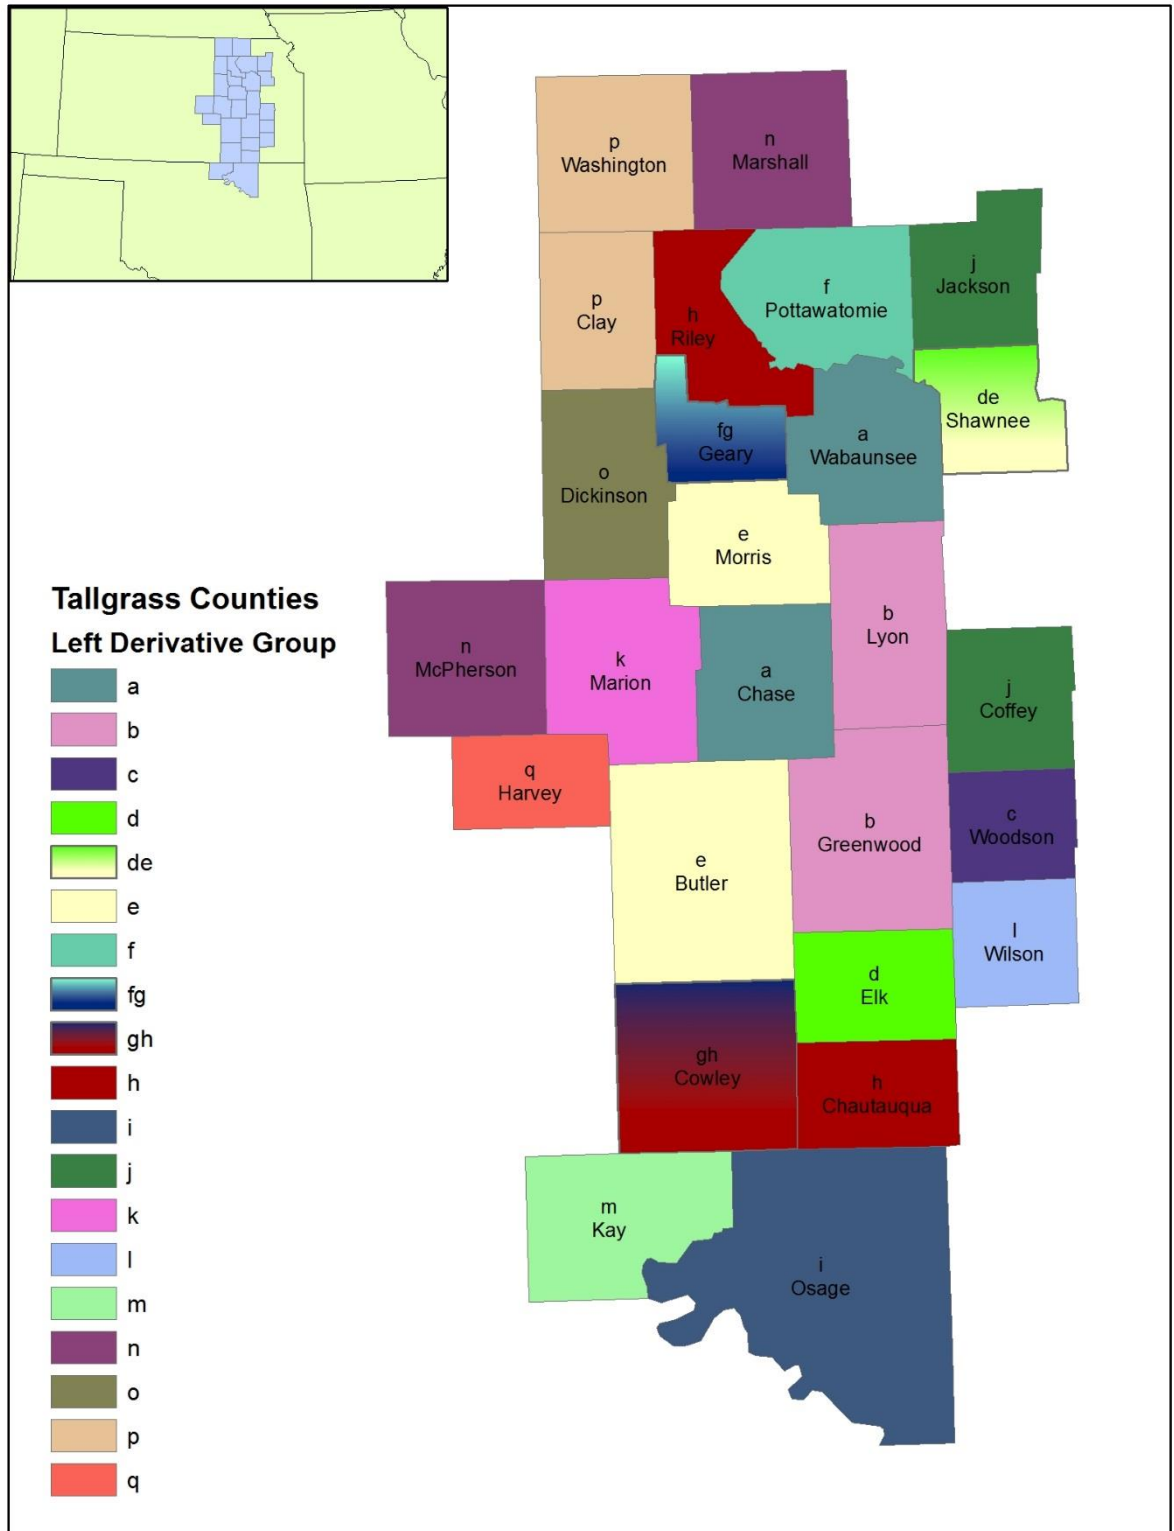 p
Washington
n
Marshall
j
Jackson
f
Pottawatomie
p
Clay
h
Riley
de
Shawnee
fg
Geary
a
Wabaunsee
o
Dickinson
e
Morris
b
Lyon
n
McPherson
k
Marion
a
Chase
j
Coffey
q
Harvey
c
Woodson
b
Greenwood
e
Butler
l
Wilson
d
Elk
gh
Cowley
h
Chautauqua
m
Kay
i
Osage
Tallgrass Counties
Left Derivative Group
a
b
c
d
de
e
f
fg
gh
h
i
j
k
l
m
n
o
p
q